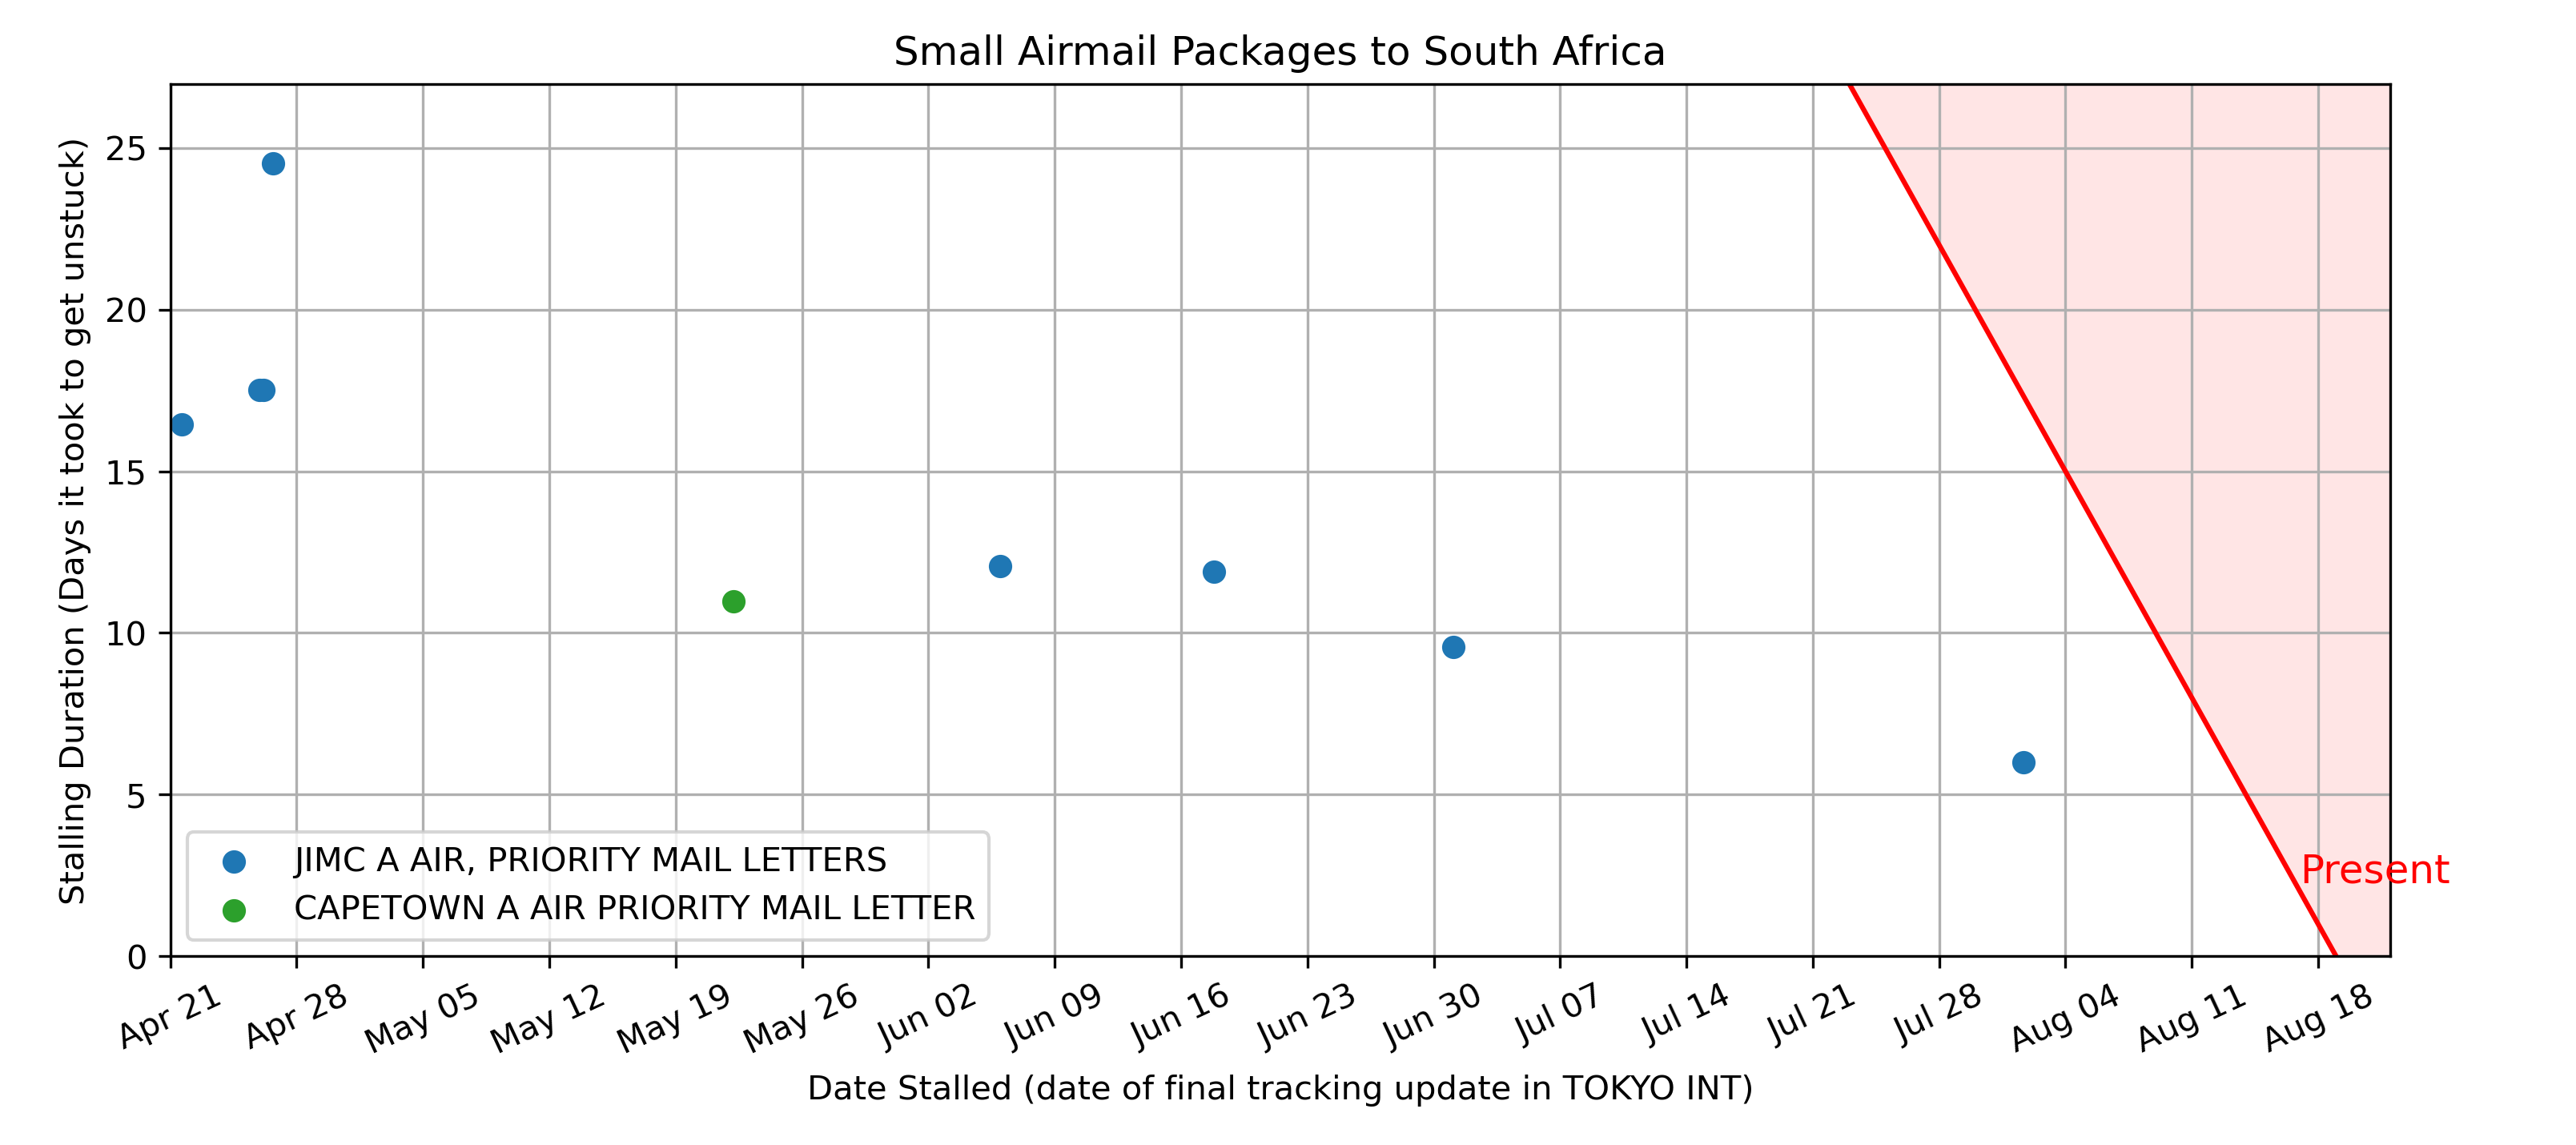 Small Airmail Packages to South Africa
Stalling Duration (Days it took to get unstuck)
25
20
15
10
5
0
JIMC A AIR, PRIORITY MAIL LETTERS
CAPETOWN A AIR PRIORITY MAIL LETTER
Present
Apr 21
Apr 28
May 05
May 12
May 19
May 26
Jun 02
Jun 09
Jun 16
Jun 23
Jun 30
Jul 07
Jul 14
Jul 21
Jul 28
Aug 04
Aug 11
Aug 18
Date Stalled (date of final tracking update in TOKYO INT)